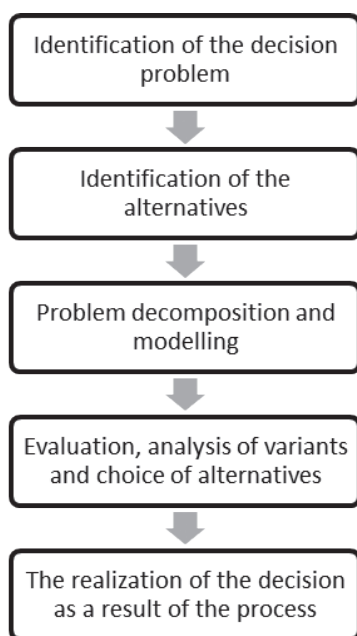 Identification of the decision
problem
Identification of the
alternatives
Problem decomposition and
modelling
Evaluation, analysis of variants
and choice of alternatives
The realization of the decision
as a result of the process